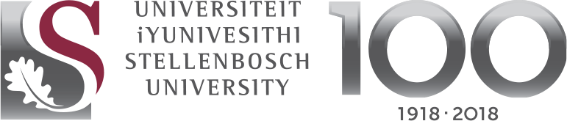 UNIVERSITEIT
iYUNIVESITHI
STELLENBOSCH
UNIVERSITY
100
1918 · 2018